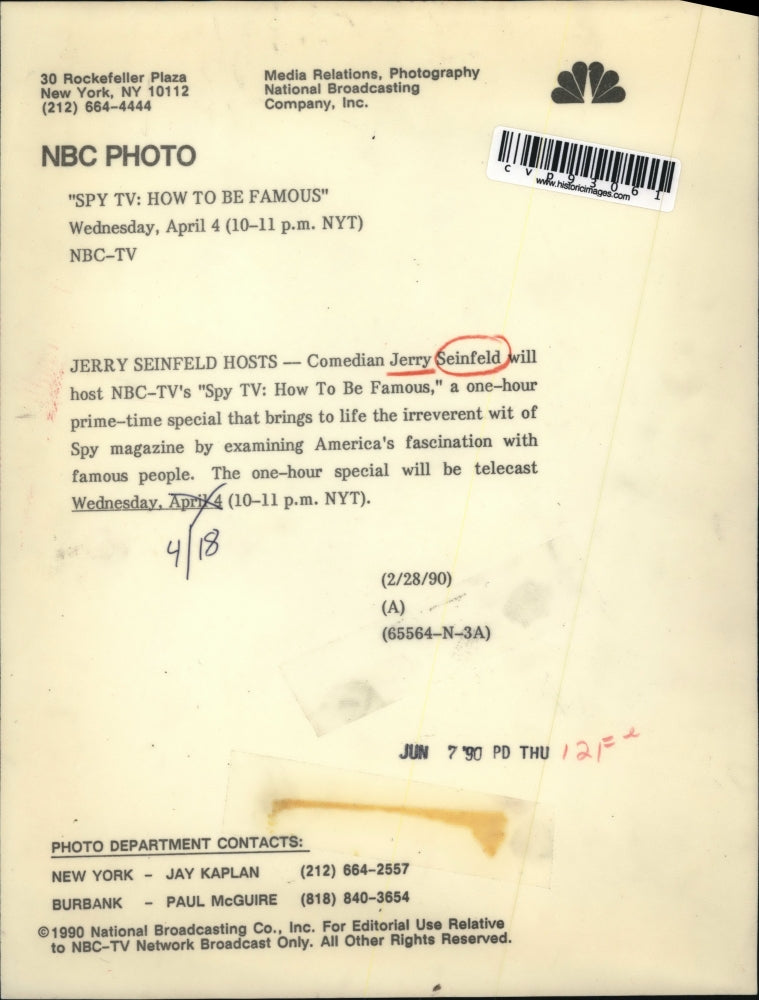 30 Rockefeller Plaza
New York, NY 10112
(212) 664-4444
Media Relations, Photography
National Broadcasting
Company, Inc.
NBC PHOTO
cvp93061
www.historicimages.com
"SPY TV: HOW TO BE FAMOUS"
Wednesday, April 4 (10-11 p.m. NYT)
NBC-TV
JERRY SEINFELD HOSTS — Comedian Jerry Seinfeld will
host NBC-TV's "Spy TV: How To Be Famous," a one-hour
prime-time special that brings to life the irreverent wit of
Spy magazine by examining America's fascination with
famous people. The one-hour special will be telecast
Wednesday, April 4 (10-11 p.m. NYT).
4/18
(2/28/90)
(A)
(65564-N-3A)
JUN 7 '90 PD THU
PHOTO DEPARTMENT CONTACTS:
NEW YORK - JAY KAPLAN (212) 664-2557
BURBANK - PAUL McGUIRE (818) 840-3654
©1990 National Broadcasting Co., Inc. For Editorial Use Relative
to NBC-TV Network Broadcast Only. All Other Rights Reserved.